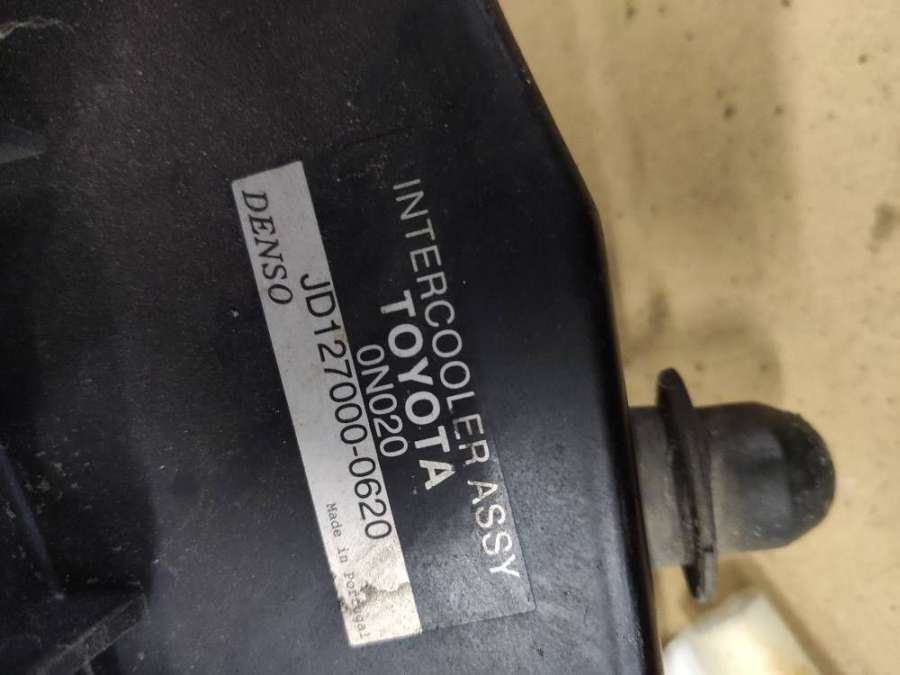 INTERCOOLER ASSY
TOYOTA
0N020
JD127000-0620
DENSO
Made in Portugal